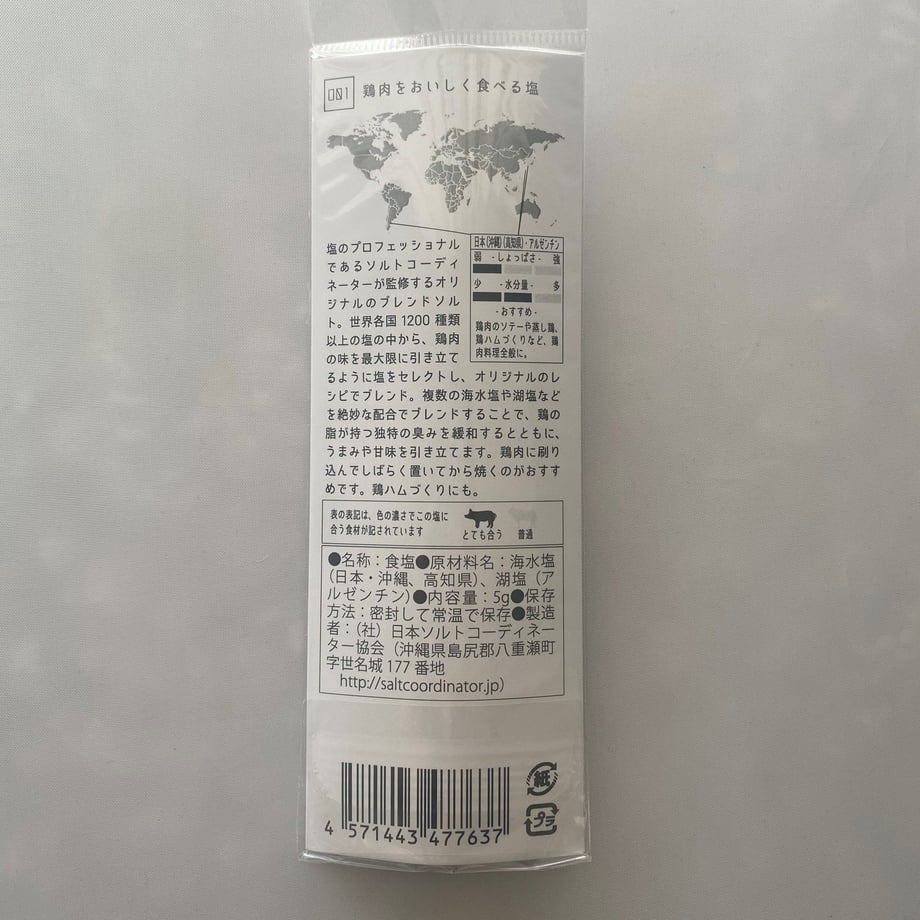 001 鶏肉をおいしく食べる塩
日本(沖縄)(高知県)・アルゼンチン
弱 -しょっぱさ- 強
少 -水分量- 多
-おすすめ-
鶏肉のソテーや蒸し鶏、
鶏ハムづくりなど、鶏
肉料理全般に。
塩のプロフェッショナル
であるソルトコーディ
ネーターが監修するオリ
ジナルのブレンドソル
ト。世界各国1200種類
以上の塩の中から、鶏肉
の味を最大限に引き立て
るように塩をセレクトし、オリジナルのレ
シピでブレンド。複数の海水塩や湖塩など
を絶妙な配合でブレンドすることで、鶏の
脂が持つ独特の臭みを緩和するとともに、
うまみや甘味を引き立てます。鶏肉に刷り
込んでしばらく置いてから焼くのがおすす
めです。鶏ハムづくりにも。
表の表記は、色の濃さでこの塩に
合う食材が記されています
とても合う 普通
●名称：食塩●原材料名：海水塩
（日本・沖縄、高知県）、湖塩（ア
ルゼンチン）●内容量：5g●保存
方法：密封して常温で保存●製造
者：（社）日本ソルトコーディネー
ター協会（沖縄県島尻郡八重瀬町
字世名城177番地
http://saltcoordinator.jp）
紙
プラ
4 571443 477637